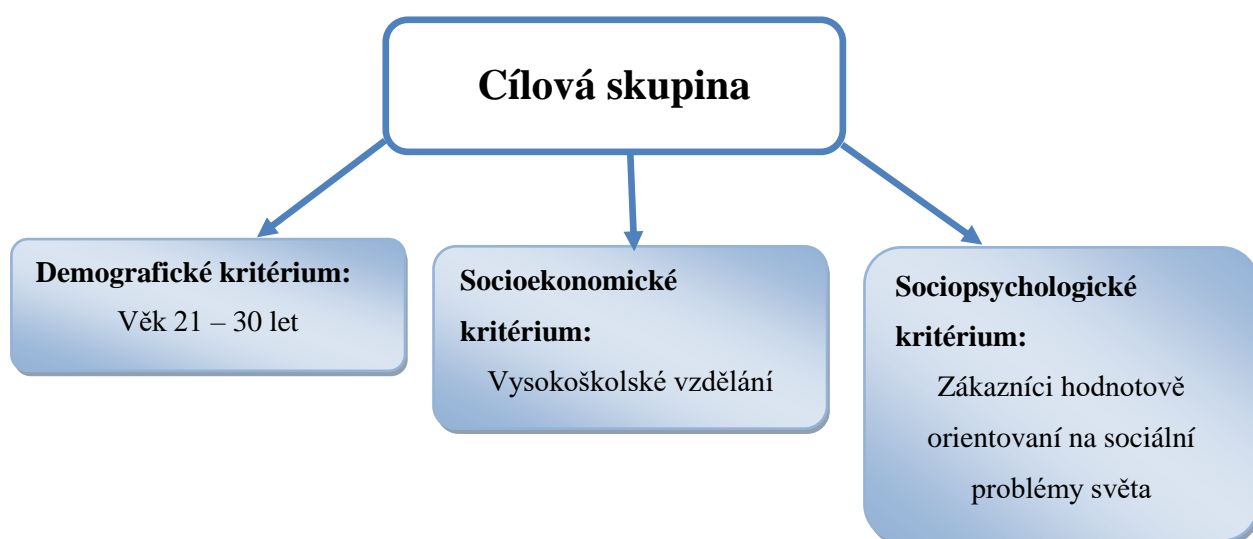 Cílová skupina
Demografické kritérium:
Věk 21 – 30 let
Socioekonomické
kritérium:
Vysokoškolské vzdělání
Sociopsychologické
kritérium:
Zákazníci hodnotově
orientovaní na sociální
problémy světa